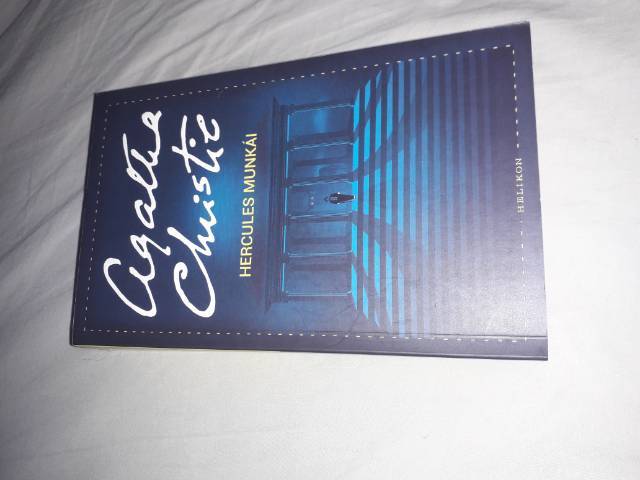 Agatha
Christie
HERCULES MUNKÁI
HELIKON